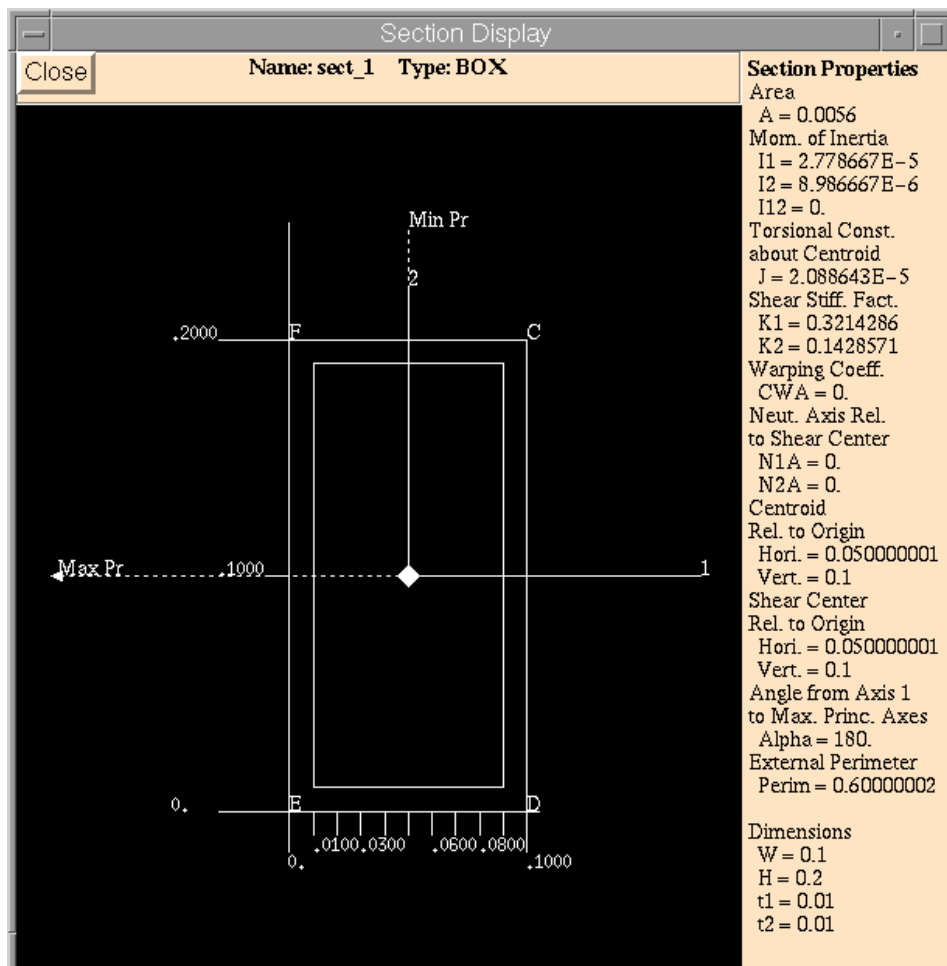 Section Display
Close
Name: sect_1 Type: BOX
Min Pr
2
.2000
F
C
Max Pr
.1000
1
0.
E
D
.0100
.0300
.0600
.0800
0.
.1000
Section Properties
Area
A = 0.0056
Mom. of Inertia
I1 = 2.778667E-5
I2 = 8.986667E-6
I12 = 0.
Torsional Const.
about Centroid
J = 2.088643E-5
Shear Stiff. Fact.
K1 = 0.3214286
K2 = 0.1428571
Warping Coeff.
CWA = 0.
Neut. Axis Rel.
to Shear Center
N1A = 0.
N2A = 0.
Centroid
Rel. to Origin
Hori. = 0.050000001
Vert. = 0.1
Shear Center
Rel. to Origin
Hori. = 0.050000001
Vert. = 0.1
Angle from Axis 1
to Max. Princ. Axes
Alpha = 180.
External Perimeter
Perim = 0.60000002
Dimensions
W = 0.1
H = 0.2
t1 = 0.01
t2 = 0.01